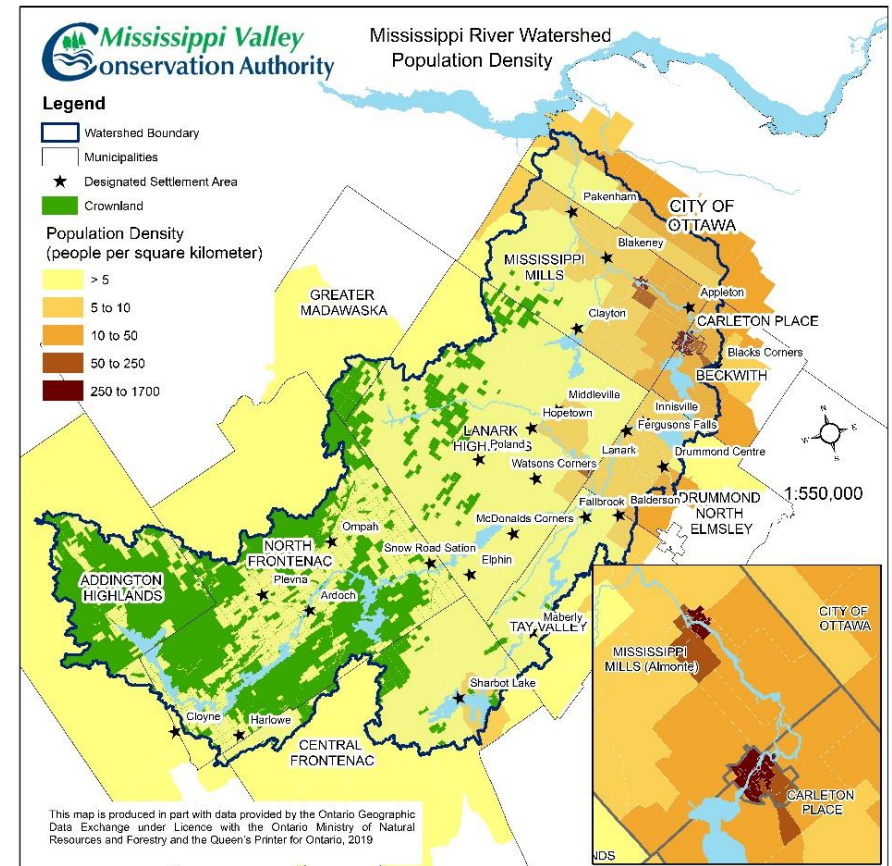 Mississippi Valley
Conservation Authority
Mississippi River Watershed
Population Density
Legend
Watershed Boundary
Municipalities
Designated Settlement Area
Crownland
Population Density
(people per square kilometer)
> 5
5 to 10
10 to 50
50 to 250
250 to 1700
Pakenham
CITY OF
OTTAWA
Blakeney
MISSISSIPPI
MILLS
GREATER
MADAWASKA
Appleton
Clayton
CARLETON PLACE
Blacks Corners
BECKWITH
Middleville
Hopetown
Innisville
Fergusons Falls
LANARK
HIGHLANDS
Poland
Lanark
Drummond Centre
Watsons Corners
N
W
E
S
1:550,000
Fallbrook
Balderson
DRUMMOND
NORTH
ELMSLEY
McDonalds Corners
Ompah
Snow Road Sation
NORTH
FRONTENAC
Elphin
ADDINGTON
HIGHLANDS
Plevna
Ardoch
Maberly
TAY VALLEY
Sharbot Lake
Cloyne
Harlowe
CENTRAL
FRONTENAC
CITY OF
OTTAWA
MISSISSIPPI
MILLS (Almonte)
CARLETON
PLACE
NDS
This map is produced in part with data provided by the Ontario Geographic
Data Exchange under Licence with the Ontario Ministry of Natural
Resources and Forestry and the Queen's Printer for Ontario, 2019